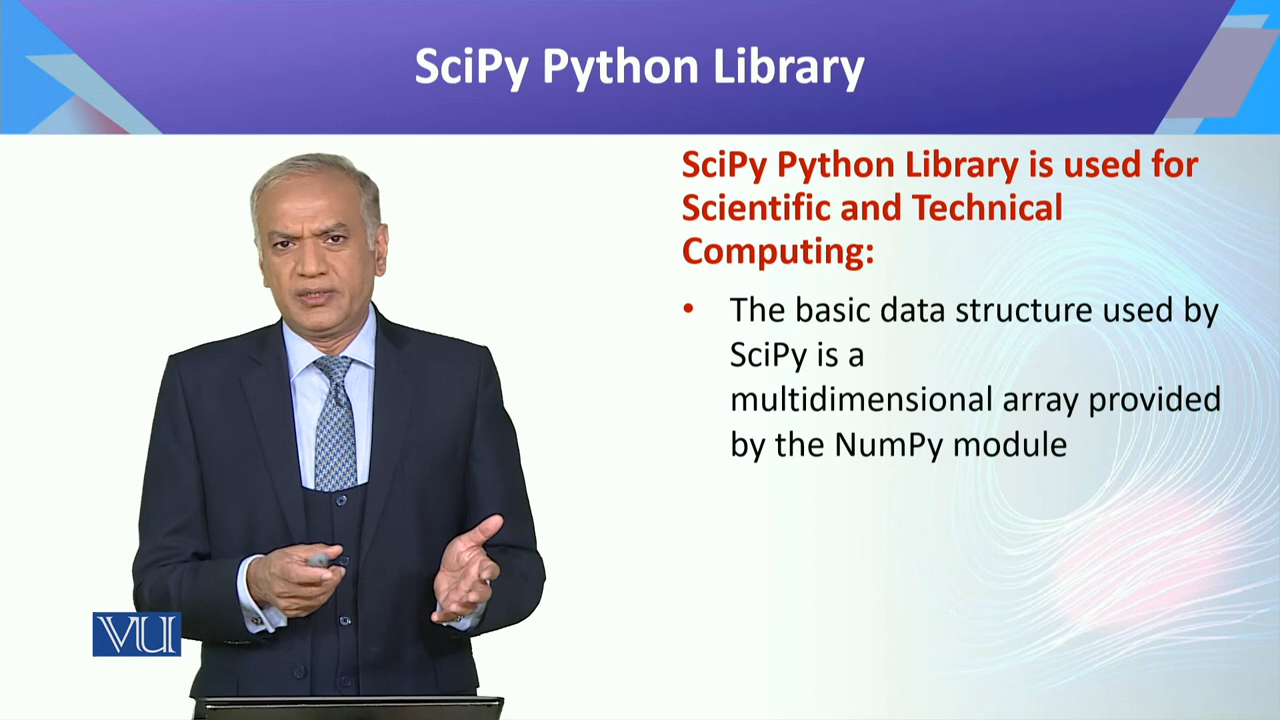 SciPy Python Library
SciPy Python Library is used for
Scientific and Technical
Computing:
• The basic data structure used by
SciPy is a
multidimensional array provided
by the NumPy module
VU